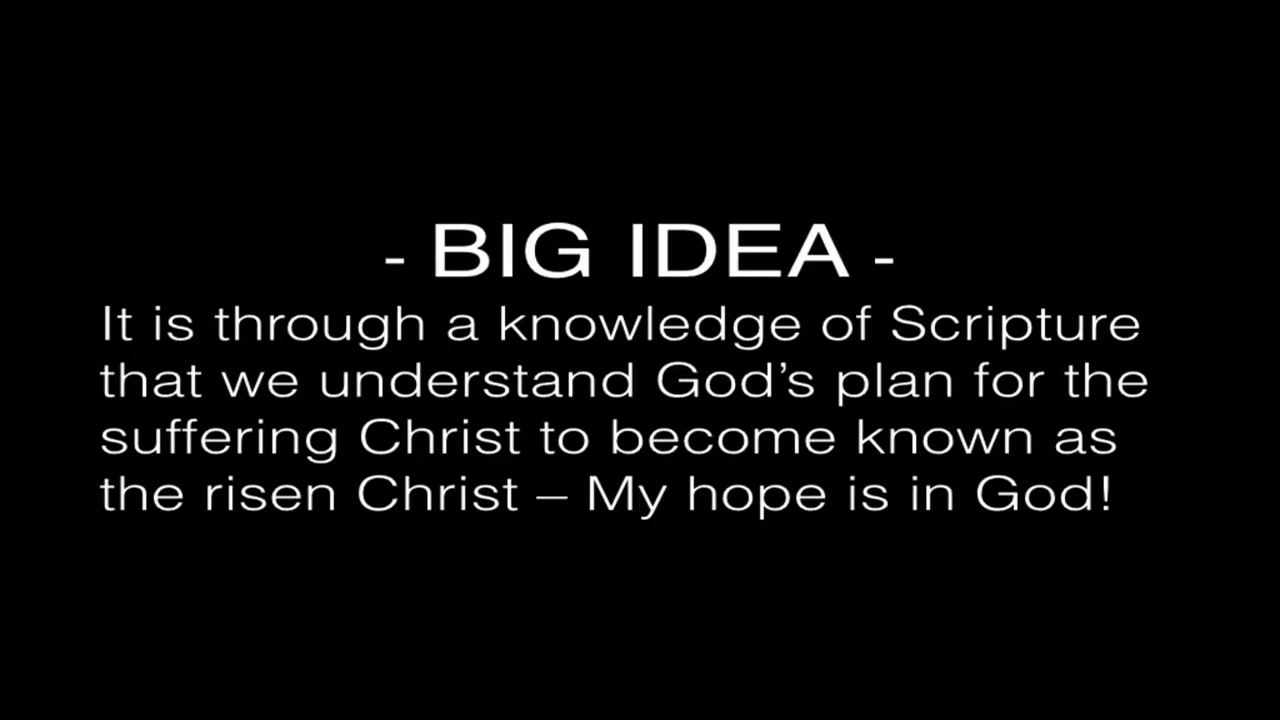 - BIG IDEA -
It is through a knowledge of Scripture
that we understand God’s plan for the
suffering Christ to become known as
the risen Christ – My hope is in God!